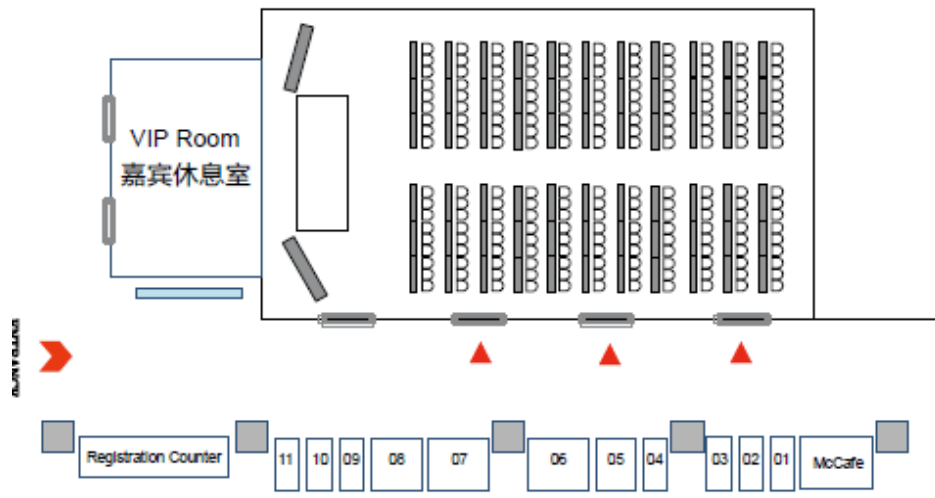 VIP Room
嘉宾休息室
ENTRANCE
Registration Counter
11
10
09
08
07
06
05
04
03
02
01
McCafe